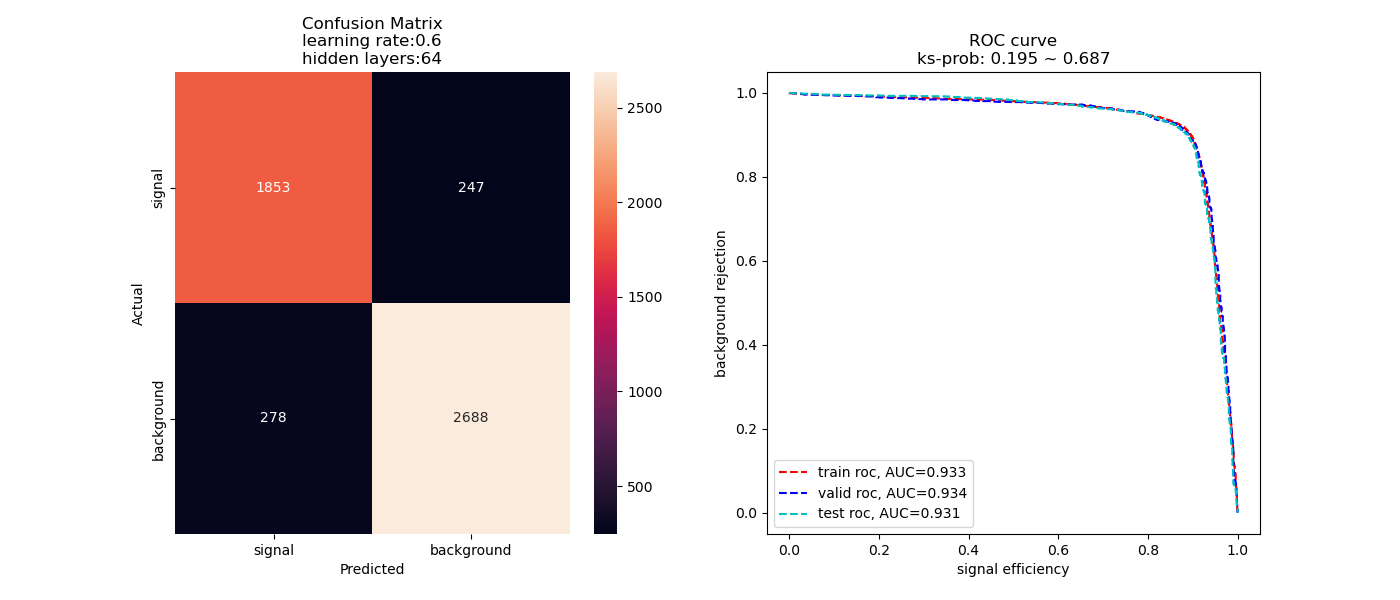 Confusion Matrix
learning rate:0.6
hidden layers:64
signal
background
Actual
1853
247
278
2688
signal
background
Predicted
2500
2000
1500
1000
500
ROC curve
ks-prob: 0.195 ~ 0.687
background rejection
1.0
0.8
0.6
0.4
0.2
0.0
train roc, AUC=0.933
valid roc, AUC=0.934
test roc, AUC=0.931
0.0
0.2
0.4
0.6
0.8
1.0
signal efficiency